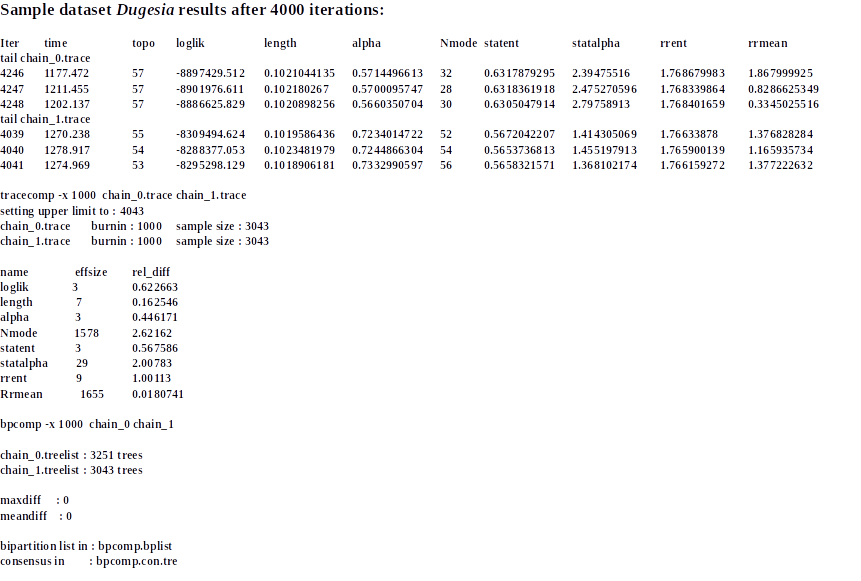 Sample dataset Dugesia results after 4000 iterations:
Iter time topo loglik length alpha Nmode statent statalpha rrent rrmean
tail chain_0.trace
4246 1177.472 57 -8897429.512 0.1021044135 0.5714496613 32 0.6317879295 2.39475516 1.768679983 1.867999925
4247 1211.455 57 -8901976.611 0.102180267 0.5700095747 28 0.6318361918 2.475270596 1.768339864 0.8286625349
4248 1202.137 57 -8886625.829 0.1020898256 0.5660350704 30 0.6305047914 2.79758913 1.768401659 0.3345025516
tail chain_1.trace
4039 1270.238 55 -8309494.624 0.1019586436 0.7234014722 52 0.5672042207 1.414305069 1.76633878 1.376828284
4040 1278.917 54 -8288377.053 0.1023481979 0.7244866304 54 0.5653736813 1.455197913 1.765900139 1.165935734
4041 1274.969 53 -8295298.129 0.1018906181 0.7332990597 56 0.5658321571 1.368102174 1.766159272 1.377222632
tracecomp -x 1000 chain_0.trace chain_1.trace
setting upper limit to : 4043
chain_0.trace burnin : 1000 sample size : 3043
chain_1.trace burnin : 1000 sample size : 3043
name effsize rel_diff
loglik 3 0.622663
length 7 0.162546
alpha 3 0.446171
Nmode 1578 2.62162
statent 3 0.567586
statalpha 29 2.00783
rrent 9 1.00113
Rrmean 1655 0.0180741
bpcomp -x 1000 chain_0 chain_1
chain_0.treelist : 3251 trees
chain_1.treelist : 3043 trees
maxdiff : 0
meandiff : 0
bipartition list in : bpcomp.bplist
consensus in : bpcomp.con.tre